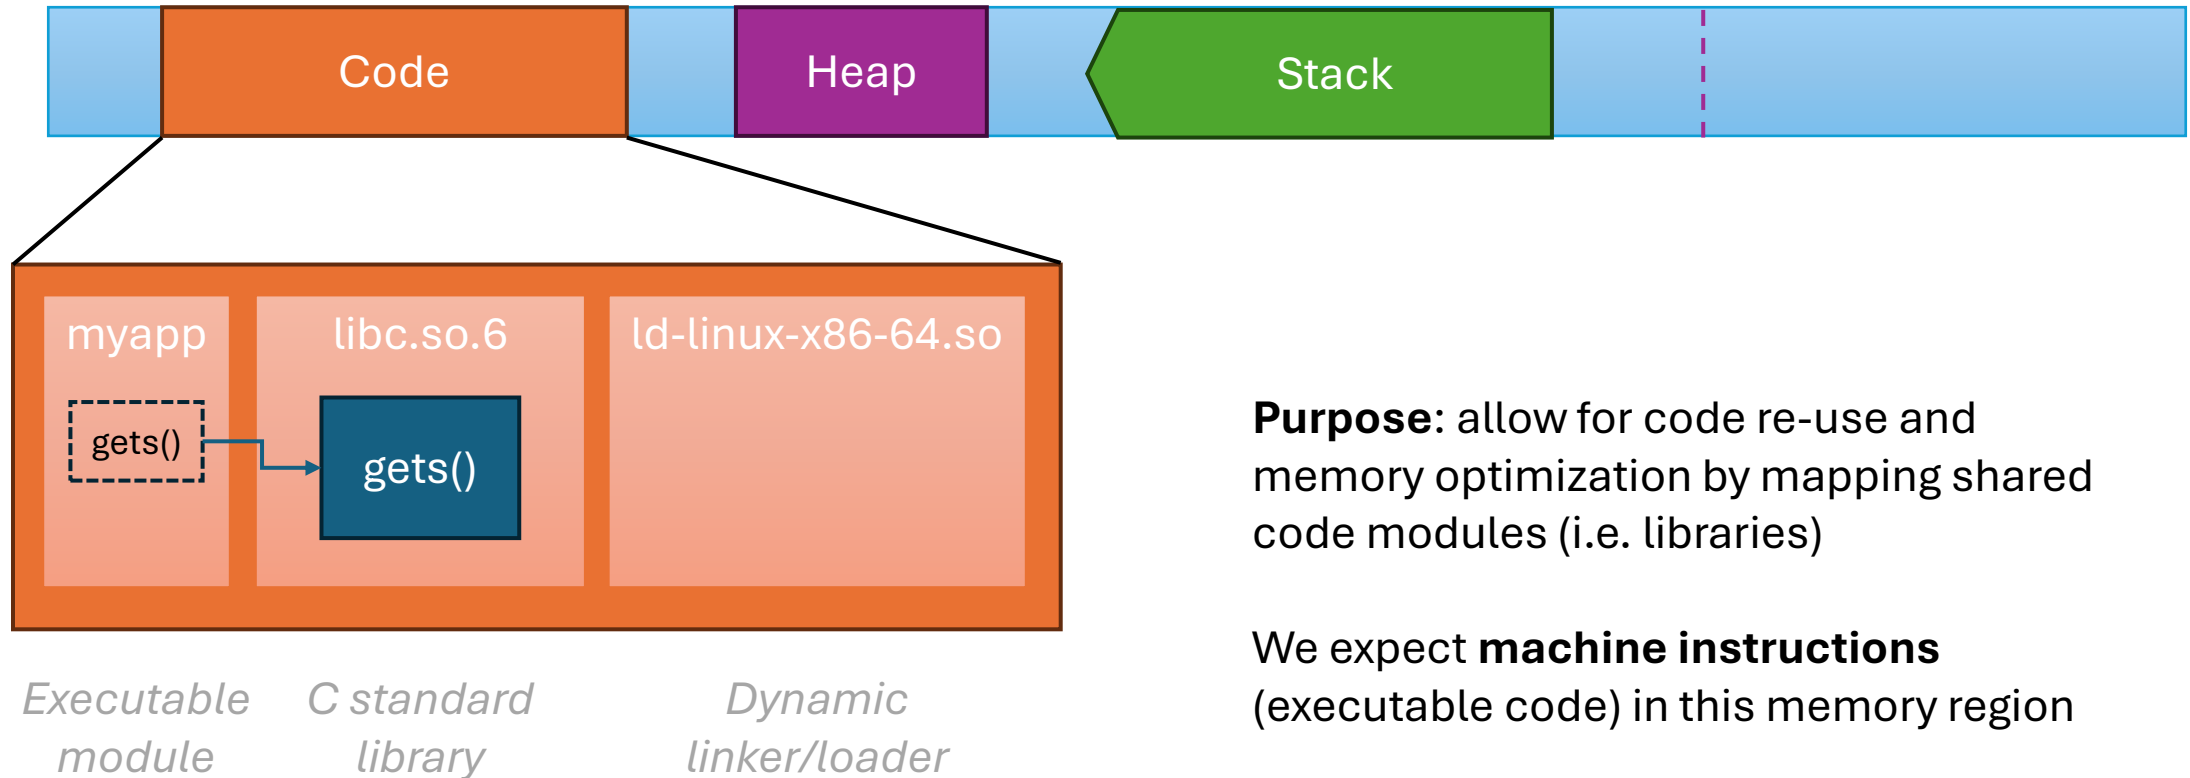 Code
Heap
Stack
myapp
libc.so.6
ld-linux-x86-64.so
gets()
gets()
Executable
module
C standard
library
Dynamic
linker/loader
Purpose: allow for code re-use and
memory optimization by mapping shared
code modules (i.e. libraries)
We expect machine instructions
(executable code) in this memory region